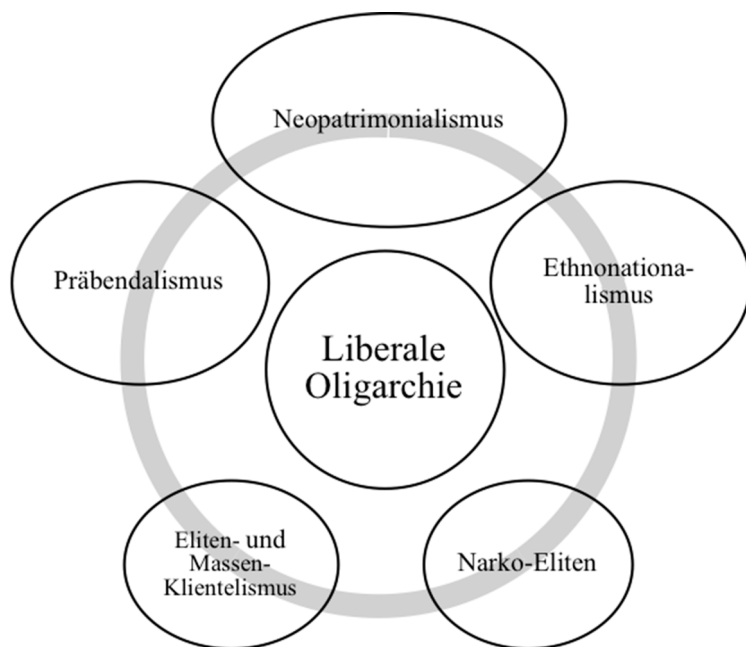 Neopatrimonialismus
Präbendalismus
Ethnonationa-
lismus
Liberale
Oligarchie
Eliten- und
Massen-
Klientelismus
Narko-Eliten